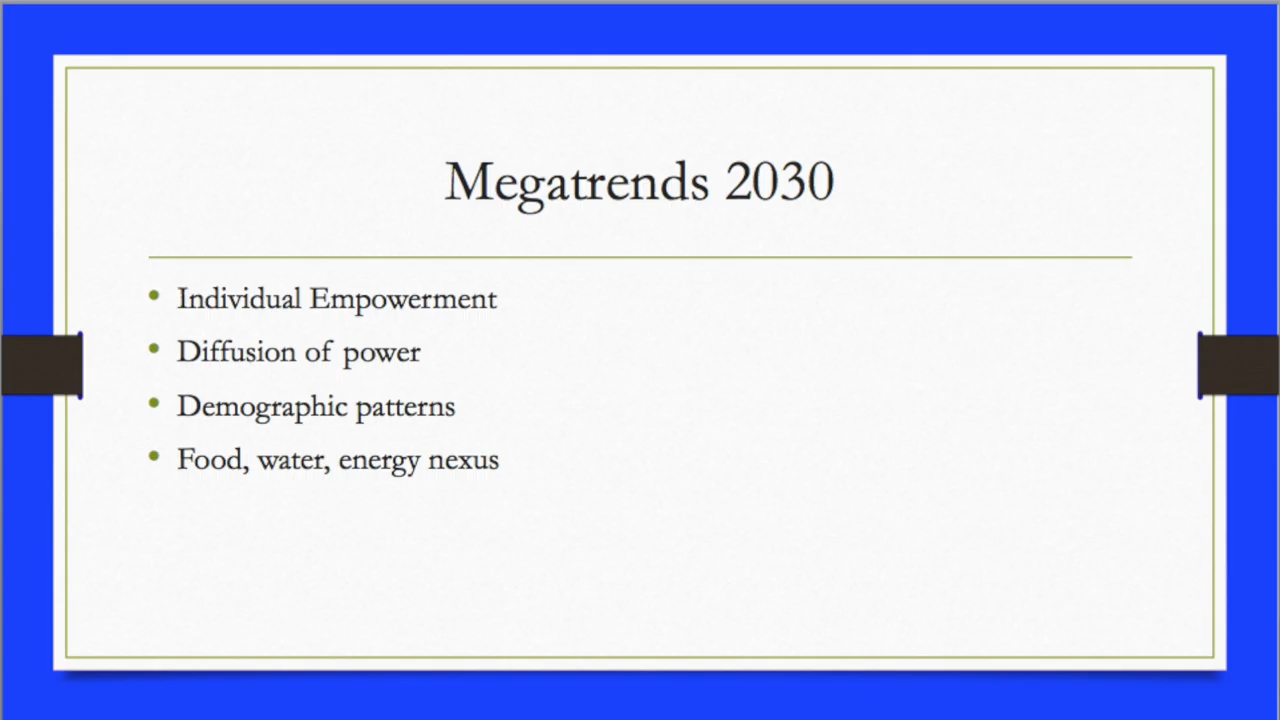 Megatrends 2030
• Individual Empowerment
• Diffusion of power
• Demographic patterns
• Food, water, energy nexus